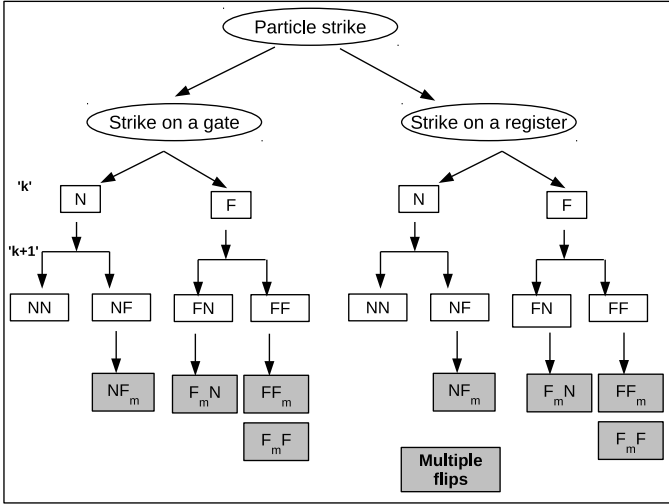 Particle strike
Strike on a gate
Strike on a register
'k'
N
F
N
F
'k+1'
NN
NF
FN
FF
NN
NF
FN
FF
NFₘ
FₘN
FFₘ
NFₘ
FₘN
FFₘ
FₘF
FₘF
Multiple
flips